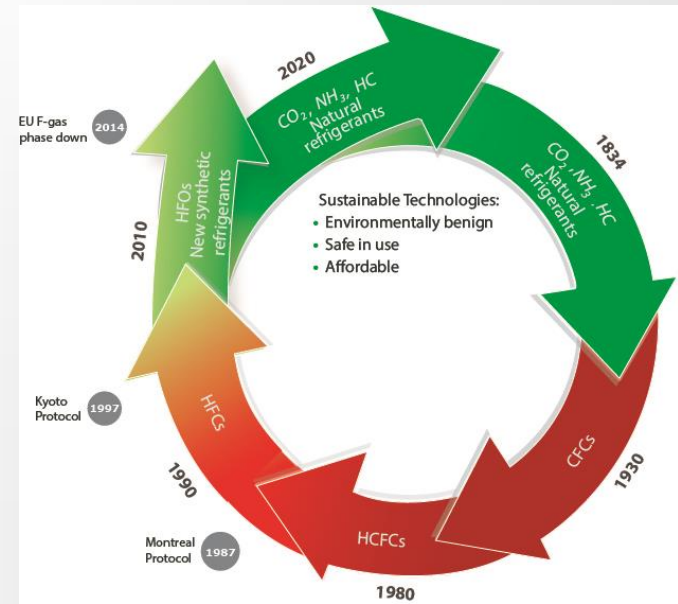 2020
CO₂, NH₃, HC
Natural
refrigerants
1834
CO₂, NH₃, HC
Natural
refrigerants
EU F-gas
phase down
2014
HFOs
New synthetic
refrigerants
2010
Sustainable Technologies:
• Environmentally benign
• Safe in use
• Affordable
Kyoto
Protocol
1997
HFCs
1990
CFCs
1930
Montreal
Protocol
1987
HCFCs
1980